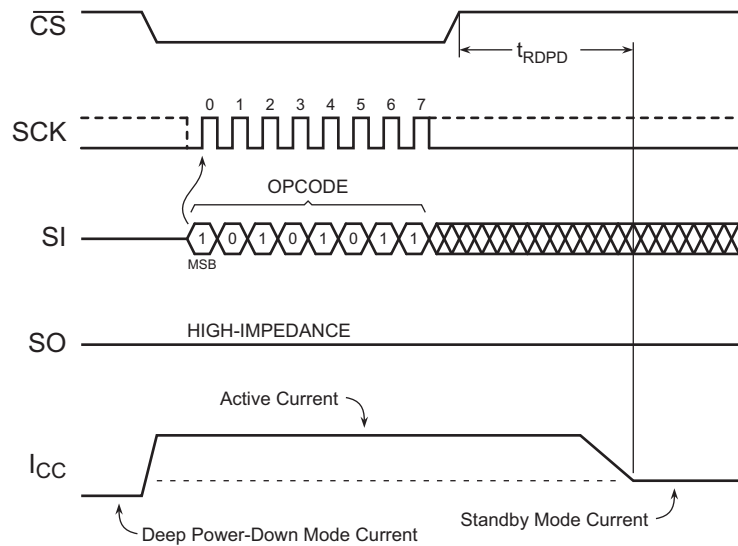 CS
tRDPD
0 1 2 3 4 5 6 7
SCK
OPCODE
SI
1 0 1 0 1 0 1 1
MSB
HIGH-IMPEDANCE
SO
Active Current
ICC
Standby Mode Current
Deep Power-Down Mode Current